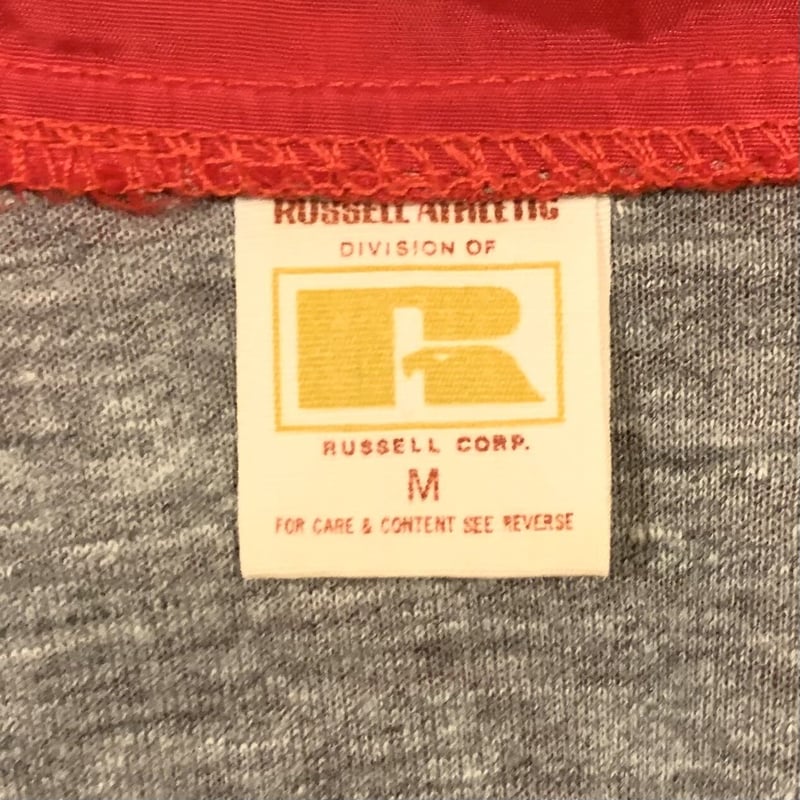 RUSSELL ATHLETIC
DIVISION OF
R
RUSSELL CORP.
M
FOR CARE & CONTENT SEE REVERSE